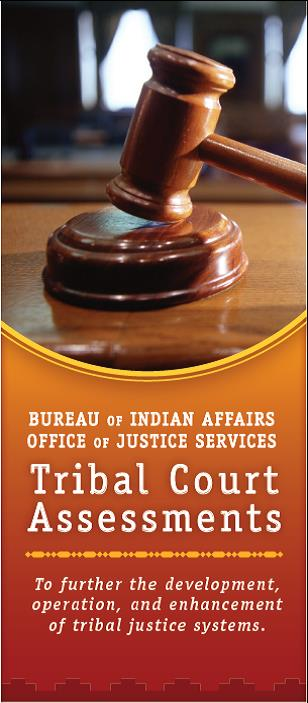 BUREAU OF INDIAN AFFAIRS
OFFICE OF JUSTICE SERVICES
Tribal Court
Assessments
To further the development,
operation, and enhancement
of tribal justice systems.